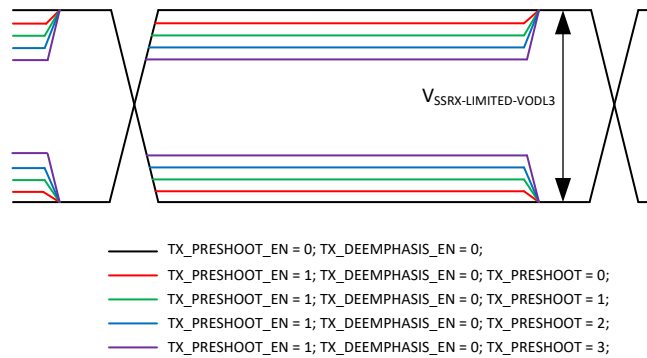 VSSRX-LIMITED-VODL3
TX_PRESHOOT_EN = 0; TX_DEEMPHASIS_EN = 0;
TX_PRESHOOT_EN = 1; TX_DEEMPHASIS_EN = 0; TX_PRESHOOT = 0;
TX_PRESHOOT_EN = 1; TX_DEEMPHASIS_EN = 0; TX_PRESHOOT = 1;
TX_PRESHOOT_EN = 1; TX_DEEMPHASIS_EN = 0; TX_PRESHOOT = 2;
TX_PRESHOOT_EN = 1; TX_DEEMPHASIS_EN = 0; TX_PRESHOOT = 3;